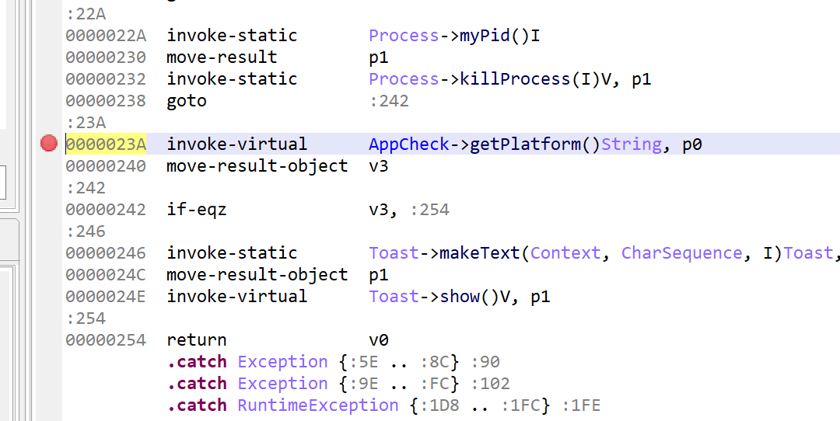 :22A
0000022A invoke-static Process->myPid()I
00000230 move-result p1
00000232 invoke-static Process->killProcess(I)V, p1
00000238 goto :242
:23A
0000023A invoke-virtual AppCheck->getPlatform()String, p0
00000240 move-result-object v3
:242
00000242 if-eqz v3, :254
:246
00000246 invoke-static Toast->makeText(Context, CharSequence, I)Toast,
0000024C move-result-object p1
0000024E invoke-virtual Toast->show()V, p1
:254
00000254 return v0
.catch Exception {:5E .. :8C} :90
.catch Exception {:9E .. :FC} :102
.catch RuntimeException {:1D8 .. :1FC} :1FE